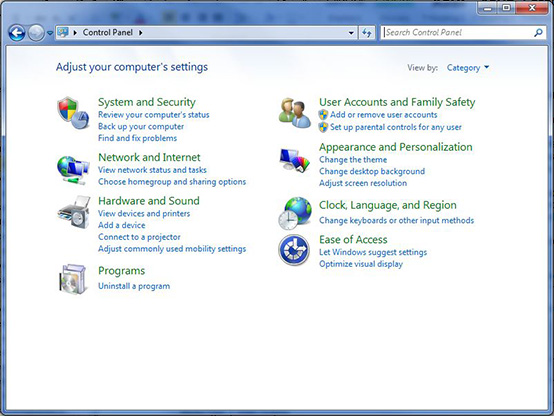 Control Panel
Search Control Panel
Adjust your computer's settings
View by: Category
System and Security
Review your computer's status
Back up your computer
Find and fix problems
Network and Internet
View network status and tasks
Choose homegroup and sharing options
Hardware and Sound
View devices and printers
Add a device
Connect to a projector
Adjust commonly used mobility settings
Programs
Uninstall a program
User Accounts and Family Safety
Add or remove user accounts
Set up parental controls for any user
Appearance and Personalization
Change the theme
Change desktop background
Adjust screen resolution
Clock, Language, and Region
Change keyboards or other input methods
Ease of Access
Let Windows suggest settings
Optimize visual display